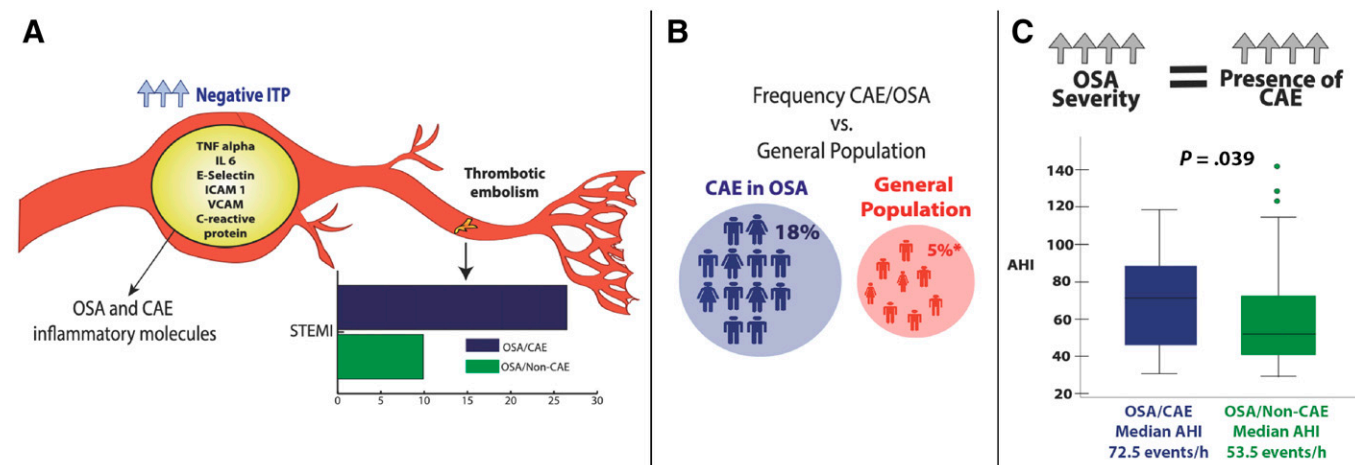 A
Negative ITP
TNF alpha
IL 6
E-Selectin
ICAM 1
VCAM
C-reactive
protein
Thrombotic
embolism
OSA and CAE
inflammatory molecules
STEMI
OSA/CAE
OSA/Non-CAE
0 5 10 15 20 25 30
B
Frequency CAE/OSA
vs.
General Population
CAE in OSA
18%
General
Population
5%*
C
OSA
Severity
=
Presence of
CAE
P = .039
AHI
140
120
100
80
60
40
20
OSA/CAE
Median AHI
72.5 events/h
OSA/Non-CAE
Median AHI
53.5 events/h